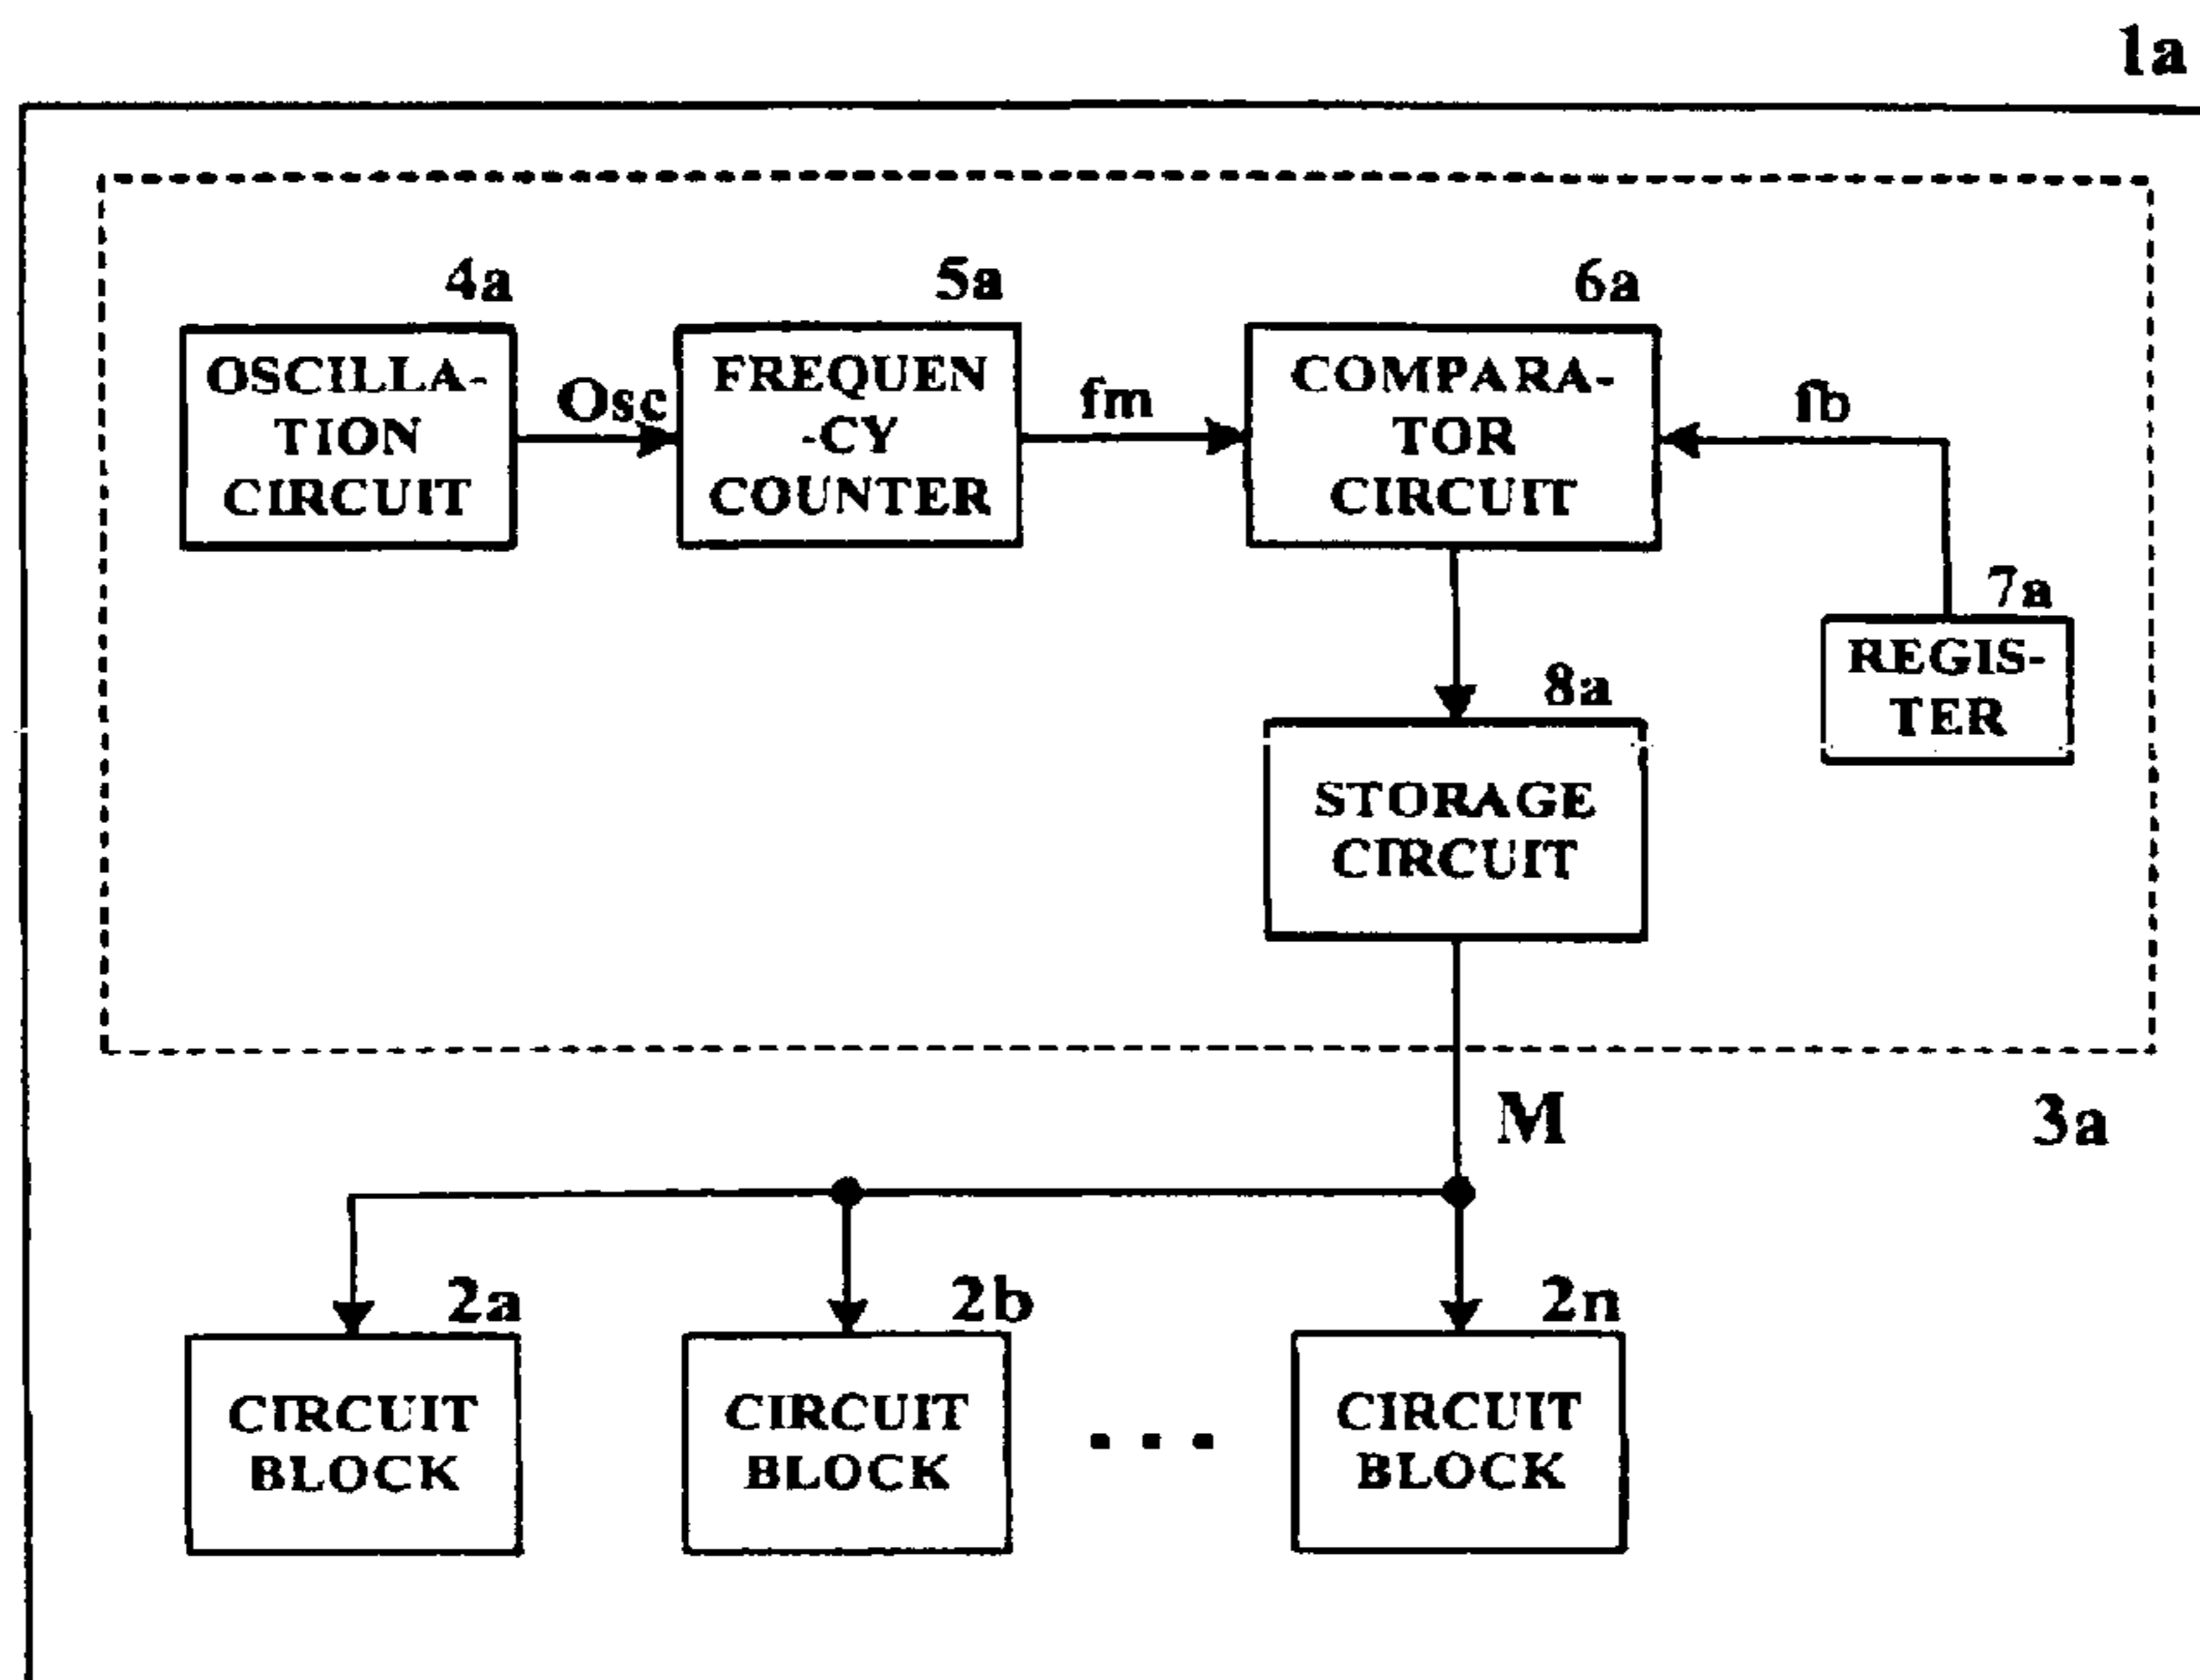 1a
4a
5a
6a
OSCILLA-
TION
CIRCUIT
Osc
FREQUEN
-CY
COUNTER
fm
COMPARA-
TOR
CIRCUIT
fb
7a
REGIS-
TER
8a
STORAGE
CIRCUIT
M
3a
2a
2b
2n
CIRCUIT
BLOCK
CIRCUIT
BLOCK
. . .
CIRCUIT
BLOCK